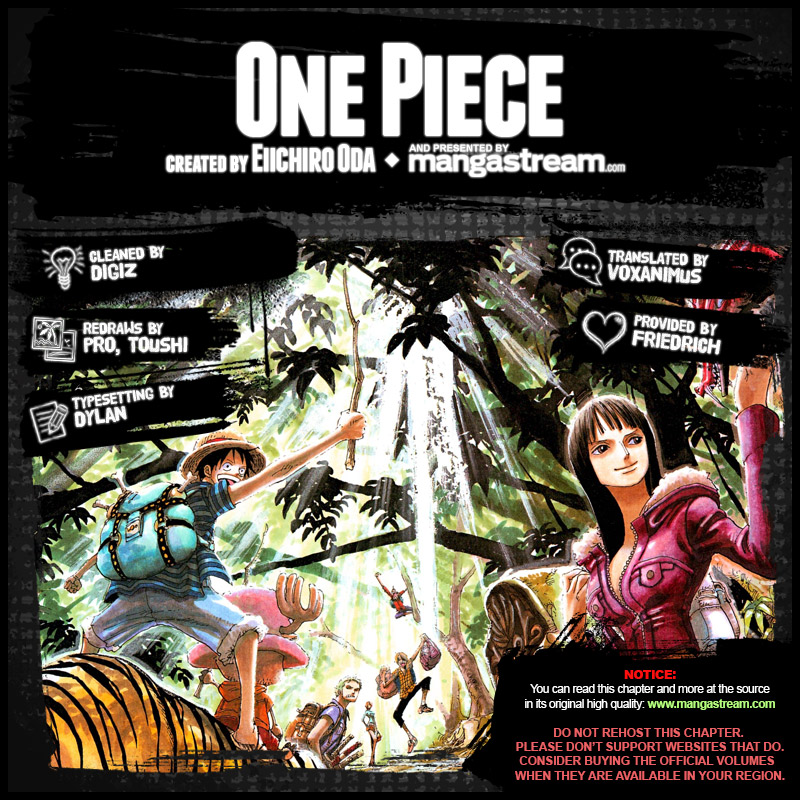 ONE PIECE
CREATED BY EIICHIRO ODA ◆ AND PRESENTED BY mangastream.com
CLEANED BY
DIGIZ
REDRAWS BY
PRO, TOUSHI
TYPESETTING BY
DYLAN
TRANSLATED BY
VOXANIMUS
PROVIDED BY
FRIEDRICH
NOTICE:
You can read this chapter and more at the source
in its original high quality: www.mangastream.com
DO NOT REHOST THIS CHAPTER.
PLEASE DON'T SUPPORT WEBSITES THAT DO.
CONSIDER BUYING THE OFFICIAL VOLUMES
WHEN THEY ARE AVAILABLE IN YOUR REGION.